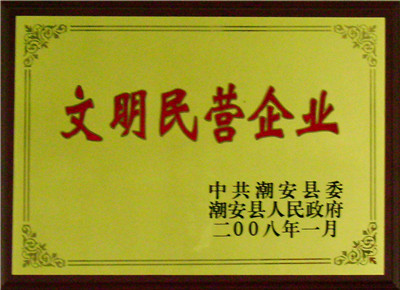 文明民营企业
中共潮安县委
潮安县人民政府
二00八年一月